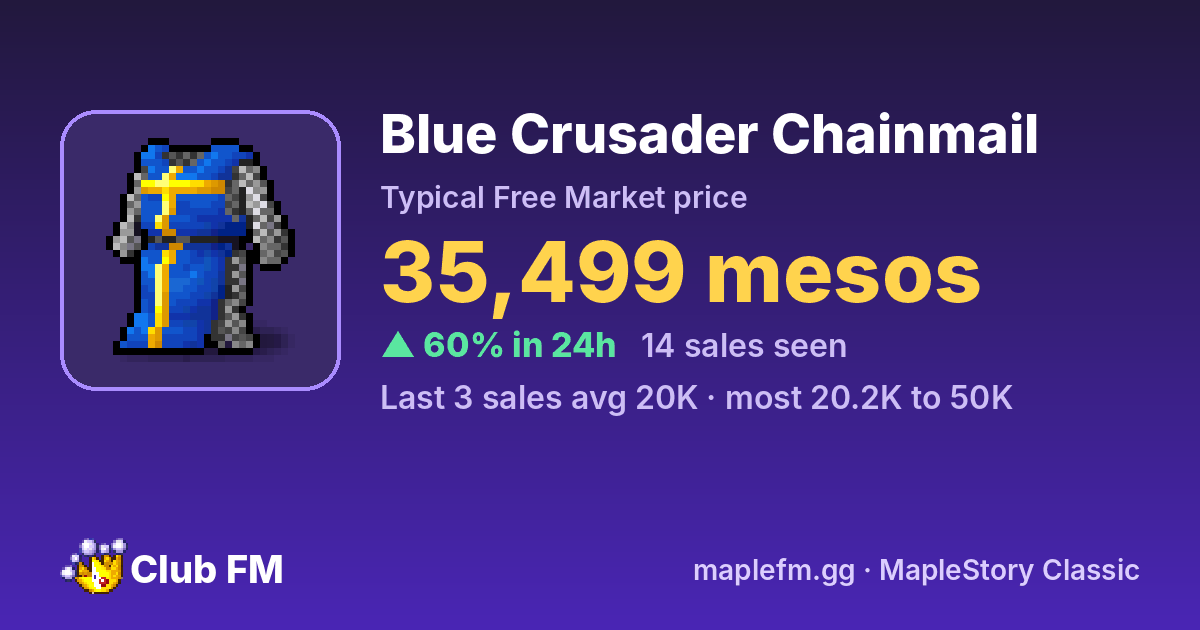 Blue Crusader Chainmail
Typical Free Market price
35,499 mesos
▲ 60% in 24h 14 sales seen
Last 3 sales avg 20K · most 20.2K to 50K
Club FM
maplefm.gg · MapleStory Classic